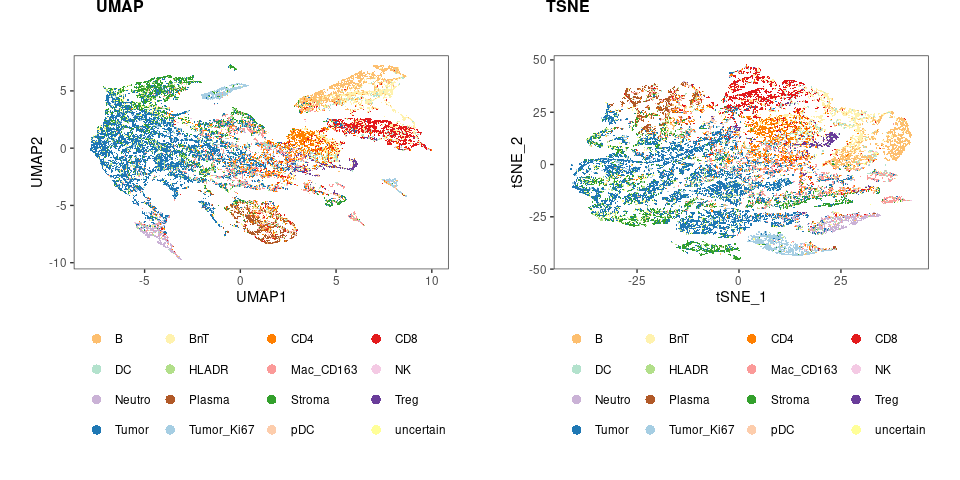 UMAP
TSNE
5
0
-5
-10
UMAP2
-5
0
5
10
UMAP1
50
25
0
-25
-50
tSNE_2
-25
0
25
tSNE_1
B BnT CD4 CD8
DC HLADR Mac_CD163 NK
Neutro Plasma Stroma Treg
Tumor Tumor_Ki67 pDC uncertain
B BnT CD4 CD8
DC HLADR Mac_CD163 NK
Neutro Plasma Stroma Treg
Tumor Tumor_Ki67 pDC uncertain